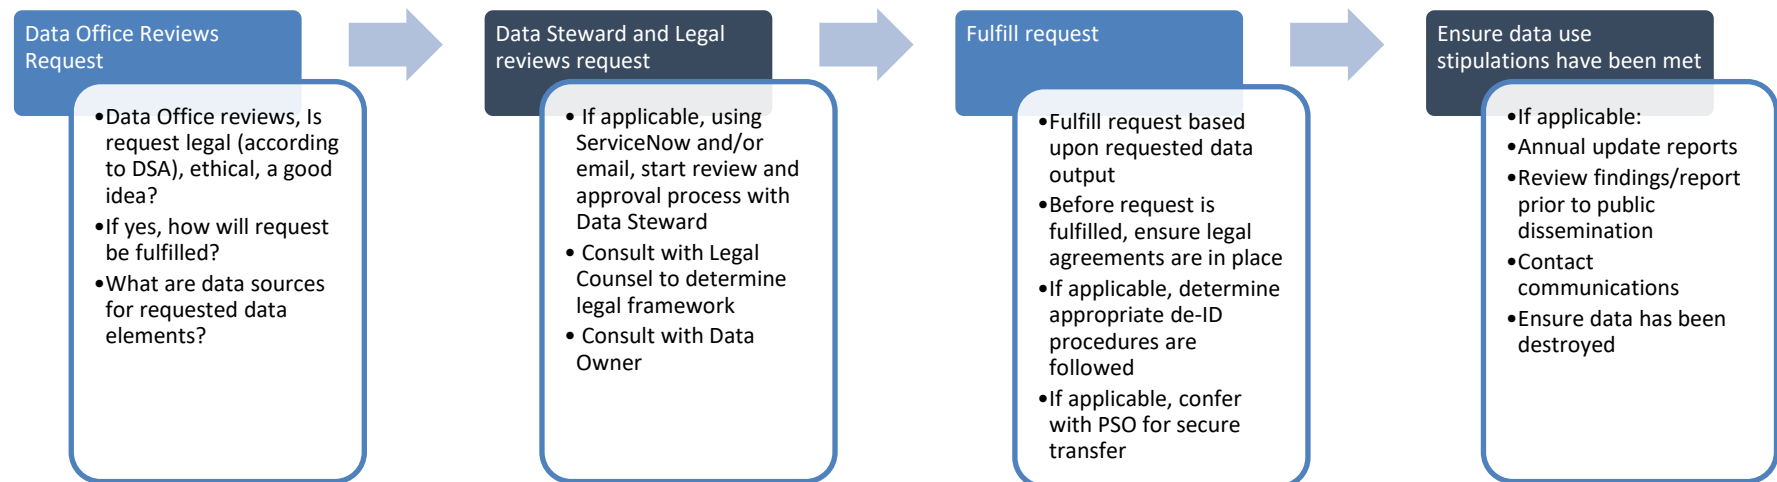 Data Office Reviews
Request
•Data Office reviews, Is
request legal (according
to DSA), ethical, a good
idea?
•If yes, how will request
be fulfilled?
•What are data sources
for requested data
elements?
Data Steward and Legal
reviews request
• If applicable, using
ServiceNow and/or
email, start review and
approval process with
Data Steward
• Consult with Legal
Counsel to determine
legal framework
• Consult with Data
Owner
Fulfill request
•Fulfill request based
upon requested data
output
•Before request is
fulfilled, ensure legal
agreements are in place
•If applicable, determine
appropriate de-ID
procedures are
followed
•If applicable, confer
with PSO for secure
transfer
Ensure data use
stipulations have been met
•If applicable:
•Annual update reports
•Review findings/report
prior to public
dissemination
•Contact
communications
•Ensure data has been
destroyed